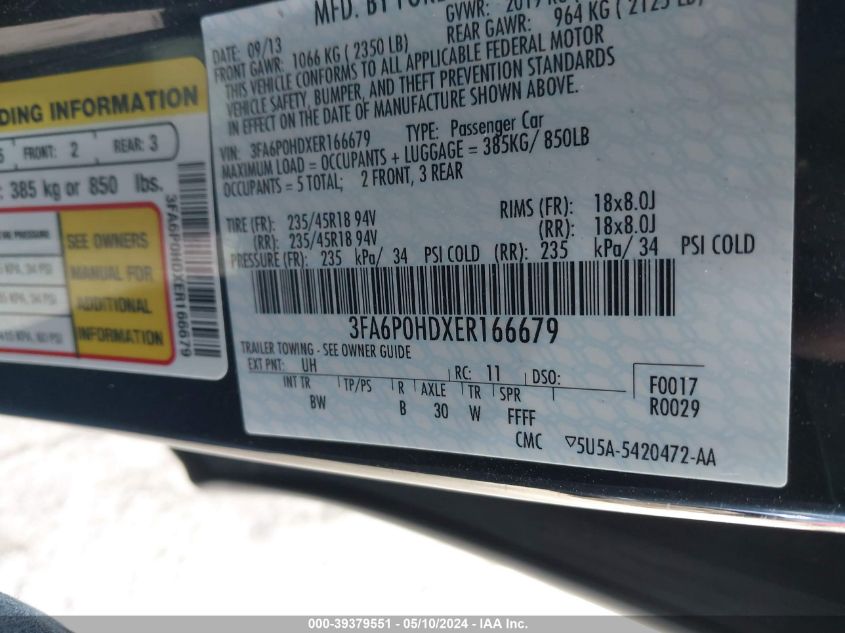 MFD. BY FORD
GVWR: 2019 KG
DATE: 09/13
FRONT GAWR: 1066 KG ( 2350 LB)
REAR GAWR: 964 KG ( 2125 LB)
THIS VEHICLE CONFORMS TO ALL APPLICABLE FEDERAL MOTOR
VEHICLE SAFETY, BUMPER, AND THEFT PREVENTION STANDARDS
IN EFFECT ON THE DATE OF MANUFACTURE SHOWN ABOVE.
VIN: 3FA6P0HDXER166679 TYPE: Passenger Car
MAXIMUM LOAD = OCCUPANTS + LUGGAGE = 385KG/ 850LB
OCCUPANTS = 5 TOTAL; 2 FRONT, 3 REAR
TIRE (FR): 235/45R18 94V RIMS (FR): 18x8.0J
(RR): 235/45R18 94V (RR): 18x8.0J
PRESSURE (FR): 235 kPa/ 34 PSI COLD (RR): 235 kPa/ 34 PSI COLD
3FA6P0HDXER166679
TRAILER TOWING - SEE OWNER GUIDE
EXT PNT: UH RC: 11 DSO:
INT TR TP/PS R AXLE TR SPR
BW B 30 W FFFF
F0017
R0029
CMC ▽5U5A-5420472-AA
DING INFORMATION
5 FRONT: 2 REAR: 3
: 385 kg or 850 lbs.
PRESSURE
SEE OWNERS
MANUAL FOR
ADDITIONAL
INFORMATION
3FA6P0HDXER166679
000-39379551 - 05/10/2024 - IAA Inc.